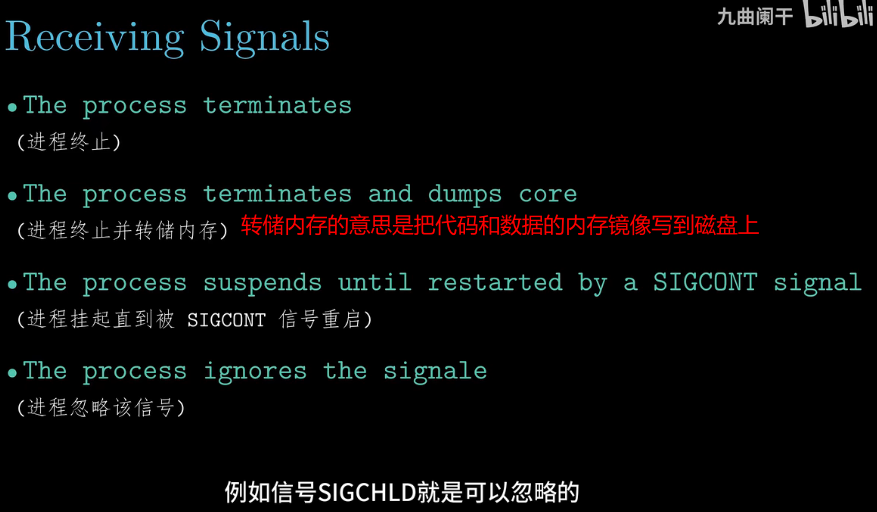 九曲阑干 bilibili
Receiving Signals
•The process terminates
(进程终止)
•The process terminates and dumps core
(进程终止并转储内存) 转储内存的意思是把代码和数据的内存镜像写到磁盘上
•The process suspends until restarted by a SIGCONT signal
(进程挂起直到被 SIGCONT 信号重启)
•The process ignores the signale
(进程忽略该信号)
例如信号SIGCHLD就是可以忽略的